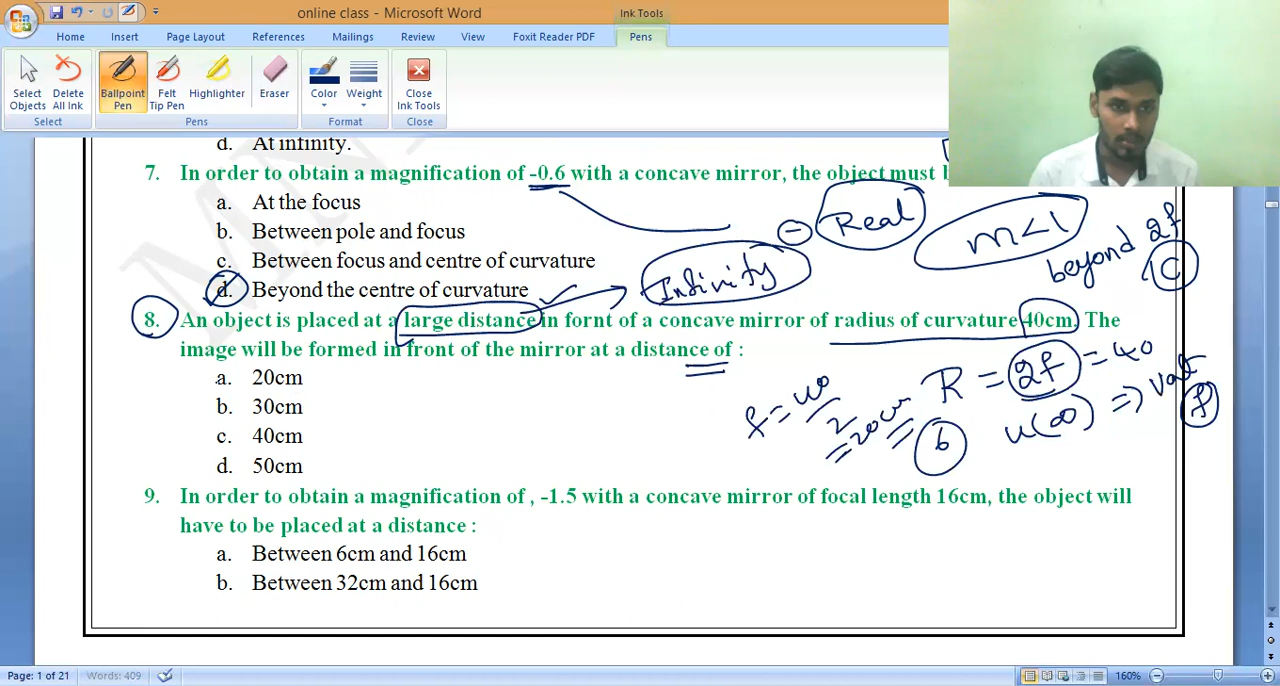 online class - Microsoft Word
Ink Tools
Home Insert Page Layout References Mailings Review View Foxit Reader PDF Pens
Select Objects
Delete All Ink
Ballpoint Pen
Felt Tip Pen
Highlighter
Eraser
Color
Weight
Close Ink Tools
Select Pens Format Close
d. At infinity.
7. In order to obtain a magnification of -0.6 with a concave mirror, the object must
a. At the focus
b. Between pole and focus
c. Between focus and centre of curvature
d. Beyond the centre of curvature
Real
m<1
beyond 2f
C
Infinity
8. An object is placed at a large distance in fornt of a concave mirror of radius of curvature 40cm. The
image will be formed in front of the mirror at a distance of :
a. 20cm
b. 30cm
c. 40cm
d. 50cm
R = 2f = 40
u(∞) ⇒ V at f
f = 40/2
= 20cm
b
9. In order to obtain a magnification of , -1.5 with a concave mirror of focal length 16cm, the object will
have to be placed at a distance :
a. Between 6cm and 16cm
b. Between 32cm and 16cm
Page: 1 of 21 Words: 409 160%